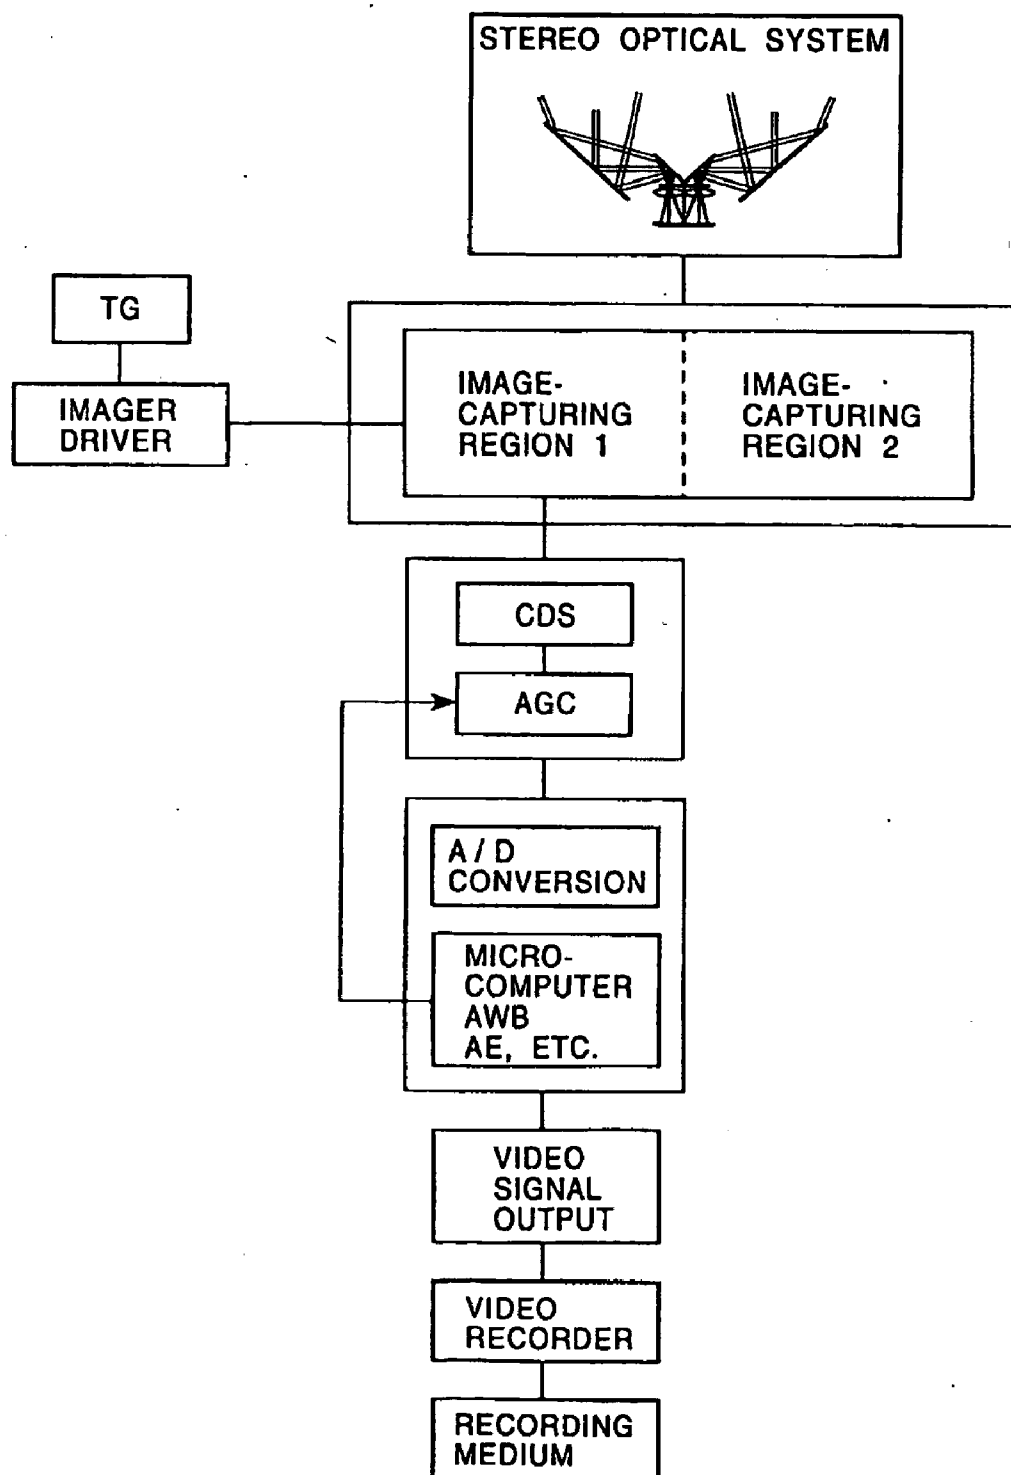 STEREO OPTICAL SYSTEM
TG
IMAGER
DRIVER
IMAGE-
CAPTURING
REGION 1
IMAGE-
CAPTURING
REGION 2
CDS
AGC
A / D
CONVERSION
MICRO-
COMPUTER
AWB
AE, ETC.
VIDEO
SIGNAL
OUTPUT
VIDEO
RECORDER
RECORDING
MEDIUM